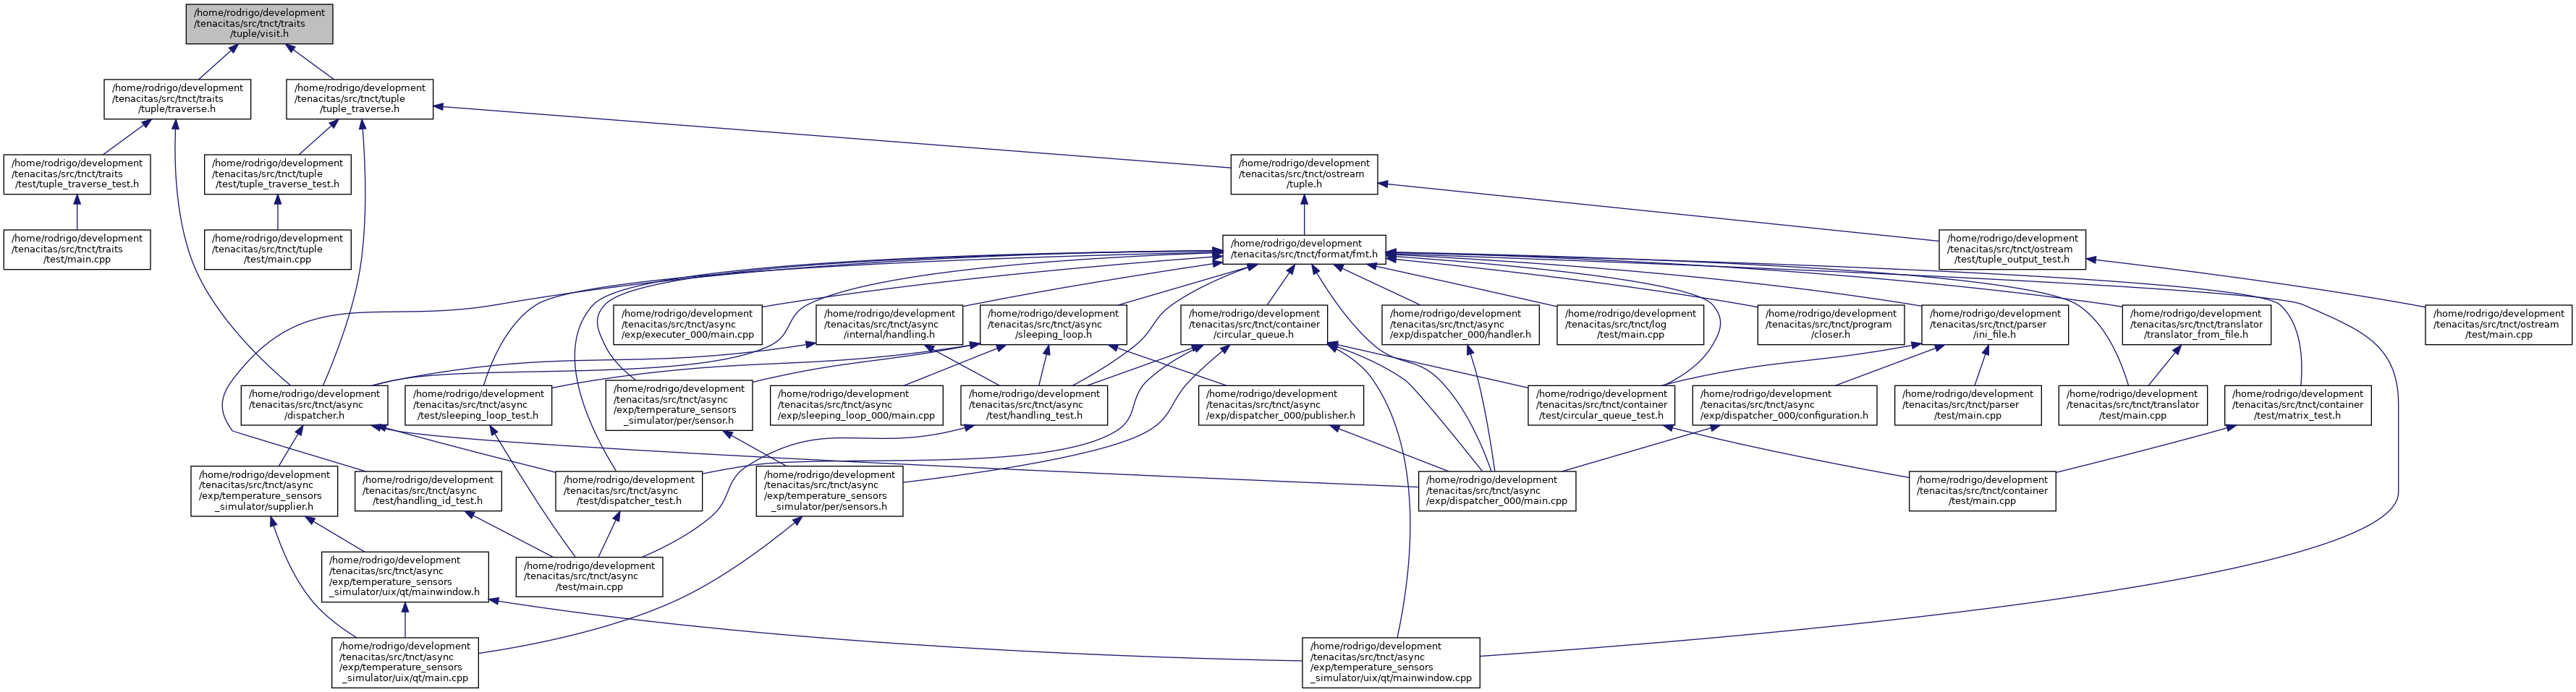 /home/rodrigo/development
/tenacitas/src/tnct/traits
/tuple/visit.h
/home/rodrigo/development
/tenacitas/src/tnct/traits
/tuple/traverse.h
/home/rodrigo/development
/tenacitas/src/tnct/tuple
/tuple_traverse.h
/home/rodrigo/development
/tenacitas/src/tnct/traits
/test/tuple_traverse_test.h
/home/rodrigo/development
/tenacitas/src/tnct/tuple
/test/tuple_traverse_test.h
/home/rodrigo/development
/tenacitas/src/tnct/ostream
/tuple.h
/home/rodrigo/development
/tenacitas/src/tnct/traits
/test/main.cpp
/home/rodrigo/development
/tenacitas/src/tnct/tuple
/test/main.cpp
/home/rodrigo/development
/tenacitas/src/tnct/format/fmt.h
/home/rodrigo/development
/tenacitas/src/tnct/ostream
/test/tuple_output_test.h
/home/rodrigo/development
/tenacitas/src/tnct/async
/exp/executer_000/main.cpp
/home/rodrigo/development
/tenacitas/src/tnct/async
/internal/handling.h
/home/rodrigo/development
/tenacitas/src/tnct/async
/sleeping_loop.h
/home/rodrigo/development
/tenacitas/src/tnct/container
/circular_queue.h
/home/rodrigo/development
/tenacitas/src/tnct/async
/exp/dispatcher_000/handler.h
/home/rodrigo/development
/tenacitas/src/tnct/log
/test/main.cpp
/home/rodrigo/development
/tenacitas/src/tnct/program
/closer.h
/home/rodrigo/development
/tenacitas/src/tnct/parser
/ini_file.h
/home/rodrigo/development
/tenacitas/src/tnct/translator
/translator_from_file.h
/home/rodrigo/development
/tenacitas/src/tnct/ostream
/test/main.cpp
/home/rodrigo/development
/tenacitas/src/tnct/async
/dispatcher.h
/home/rodrigo/development
/tenacitas/src/tnct/async
/test/sleeping_loop_test.h
/home/rodrigo/development
/tenacitas/src/tnct/async
/exp/temperature_sensors
_simulator/per/sensor.h
/home/rodrigo/development
/tenacitas/src/tnct/async
/exp/sleeping_loop_000/main.cpp
/home/rodrigo/development
/tenacitas/src/tnct/async
/test/handling_test.h
/home/rodrigo/development
/tenacitas/src/tnct/async
/exp/dispatcher_000/publisher.h
/home/rodrigo/development
/tenacitas/src/tnct/container
/test/circular_queue_test.h
/home/rodrigo/development
/tenacitas/src/tnct/async
/exp/dispatcher_000/configuration.h
/home/rodrigo/development
/tenacitas/src/tnct/parser
/test/main.cpp
/home/rodrigo/development
/tenacitas/src/tnct/translator
/test/main.cpp
/home/rodrigo/development
/tenacitas/src/tnct/container
/test/matrix_test.h
/home/rodrigo/development
/tenacitas/src/tnct/async
/exp/temperature_sensors
_simulator/supplier.h
/home/rodrigo/development
/tenacitas/src/tnct/async
/test/handling_id_test.h
/home/rodrigo/development
/tenacitas/src/tnct/async
/test/dispatcher_test.h
/home/rodrigo/development
/tenacitas/src/tnct/async
/exp/temperature_sensors
_simulator/per/sensors.h
/home/rodrigo/development
/tenacitas/src/tnct/async
/exp/dispatcher_000/main.cpp
/home/rodrigo/development
/tenacitas/src/tnct/container
/test/main.cpp
/home/rodrigo/development
/tenacitas/src/tnct/async
/exp/temperature_sensors
_simulator/uix/qt/mainwindow.h
/home/rodrigo/development
/tenacitas/src/tnct/async
/test/main.cpp
/home/rodrigo/development
/tenacitas/src/tnct/async
/exp/temperature_sensors
_simulator/uix/qt/main.cpp
/home/rodrigo/development
/tenacitas/src/tnct/async
/exp/temperature_sensors
_simulator/uix/qt/mainwindow.cpp